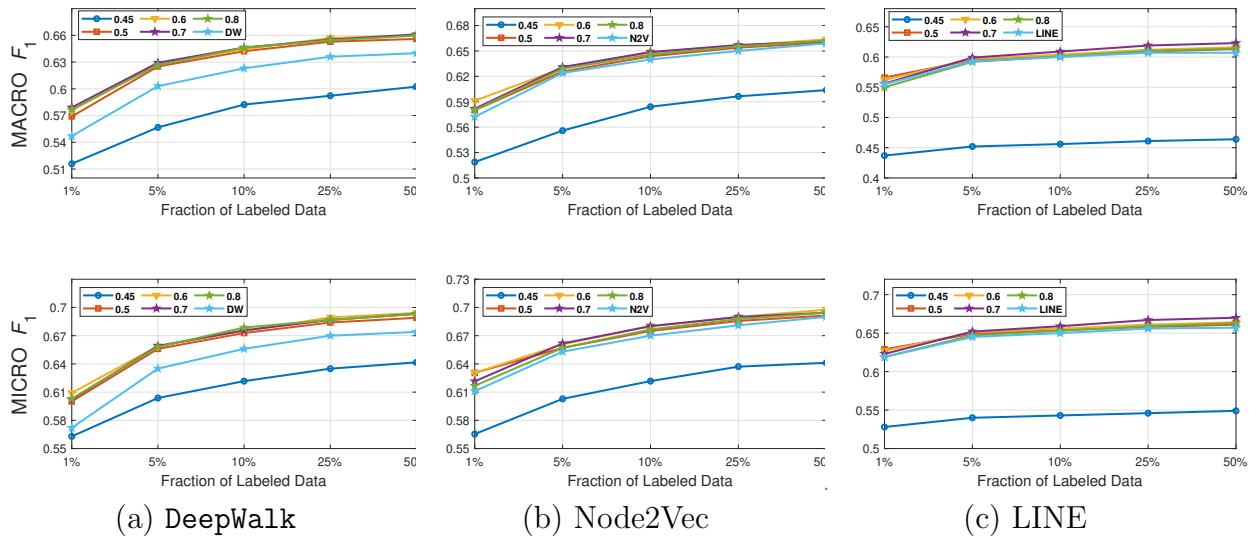 0.45 0.6 0.8
0.5 0.7 DW
MACRO F1
0.66
0.63
0.6
0.57
0.54
0.51
1% 5% 10% 25% 50
Fraction of Labeled Data
0.45 0.6 0.8
0.5 0.7 N2V
0.68
0.65
0.62
0.59
0.56
0.53
0.5
1% 5% 10% 25% 50
Fraction of Labeled Data
0.45 0.6 0.8
0.5 0.7 LINE
0.65
0.6
0.55
0.5
0.45
0.4
1% 5% 10% 25% 50%
Fraction of Labeled Data
0.45 0.6 0.8
0.5 0.7 DW
MICRO F1
0.7
0.67
0.64
0.61
0.58
0.55
1% 5% 10% 25% 50
Fraction of Labeled Data
0.45 0.6 0.8
0.5 0.7 N2V
0.73
0.7
0.67
0.64
0.61
0.58
0.55
1% 5% 10% 25% 50
Fraction of Labeled Data
0.45 0.6 0.8
0.5 0.7 LINE
0.7
0.65
0.6
0.55
0.5
1% 5% 10% 25% 50%
Fraction of Labeled Data
(a) DeepWalk
(b) Node2Vec
(c) LINE